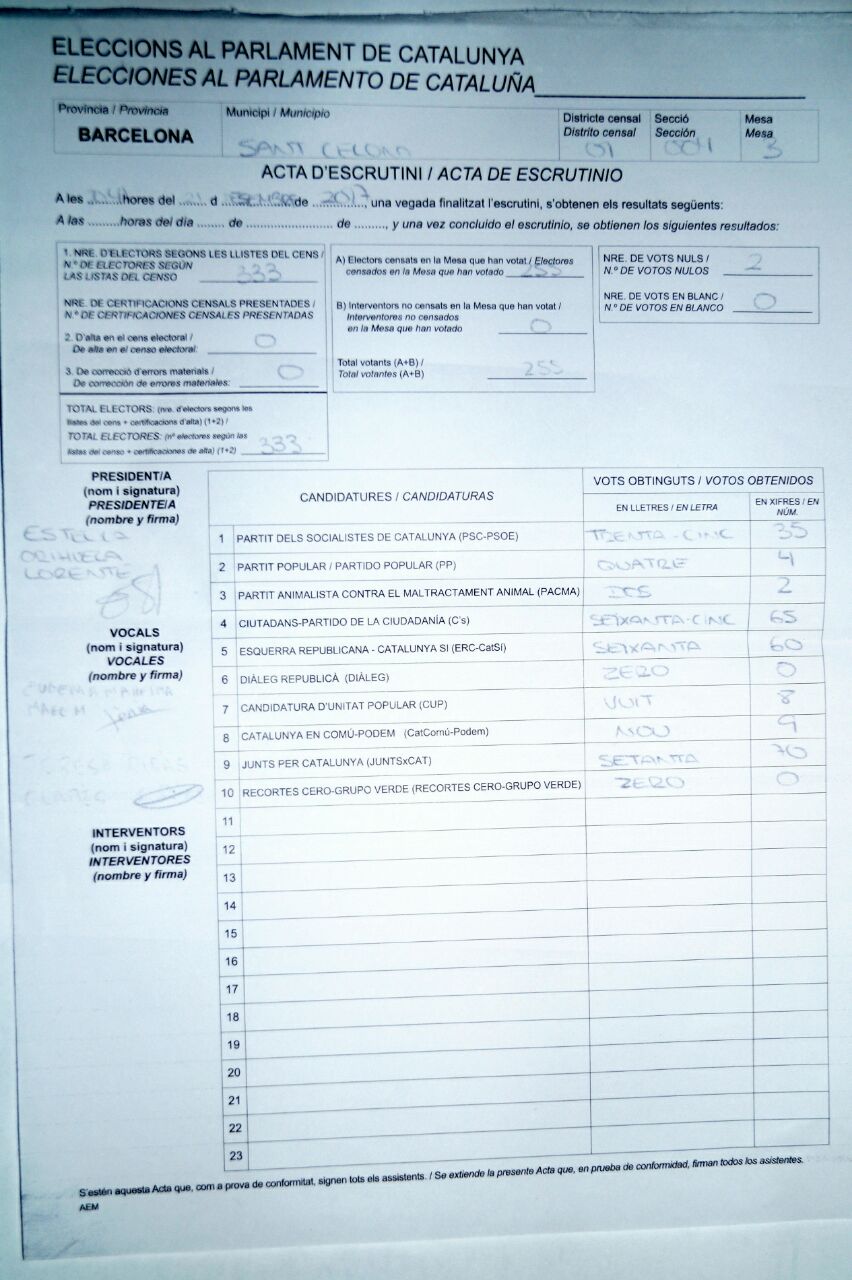 ELECCIONS AL PARLAMENT DE CATALUNYA
ELECCIONES AL PARLAMENTO DE CATALUÑA
Província / Provincia
BARCELONA
Municipi / Municipio
SANT CELONI
Districte censal
Distrito censal
01
Secció
Sección
004
Mesa
Mesa
3
ACTA D'ESCRUTINI / ACTA DE ESCRUTINIO
A les ........hores del .... d ........de 2017, una vegada finalitzat l'escrutini, s'obtenen els resultats següents:
A las .........horas del día ...... de ........................... de ........, y una vez concluido el escrutinio, se obtienen los siguientes resultados:
1. NRE. D'ELECTORS SEGONS LES LLISTES DEL CENS /
N.º DE ELECTORES SEGÚN
LAS LISTAS DEL CENSO 333
NRE. DE CERTIFICACIONS CENSALS PRESENTADES /
N.º DE CERTIFICACIONES CENSALES PRESENTADAS
2. D'alta en el cens electoral /
De alta en el censo electoral: 0
3. De correcció d'errors materials /
De corrección de errores materiales: 0
TOTAL ELECTORS: (nre. d'electors segons les
llistes del cens + certificacions d'alta) (1+2) /
TOTAL ELECTORES: (nº electores según las
listas del censo + certificaciones de alta) (1+2) 333
A) Electors censats en la Mesa que han votat / Electores
censados en la Mesa que han votado 255
B) Interventors no censats en la Mesa que han votat /
Interventores no censados
en la Mesa que han votado 0
Total votants (A+B) /
Total votantes (A+B) 255
NRE. DE VOTS NULS /
N.º DE VOTOS NULOS 2
NRE. DE VOTS EN BLANC /
N.º DE VOTOS EN BLANCO 0
PRESIDENT/A
(nom i signatura)
PRESIDENTE/A
(nombre y firma)
ESTELA
ORIHUELA
LORENTE
VOCALS
(nom i signatura)
VOCALES
(nombre y firma)
INTERVENTORS
(nom i signatura)
INTERVENTORES
(nombre y firma)
CANDIDATURES / CANDIDATURAS
VOTS OBTINGUTS / VOTOS OBTENIDOS
EN LLETRES / EN LETRA
EN XIFRES / EN
NÚM.
1 PARTIT DELS SOCIALISTES DE CATALUNYA (PSC-PSOE) TRENTA-CINC 35
2 PARTIT POPULAR / PARTIDO POPULAR (PP) QUATRE 4
3 PARTIT ANIMALISTA CONTRA EL MALTRACTAMENT ANIMAL (PACMA) DOS 2
4 CIUTADANS-PARTIDO DE LA CIUDADANÍA (C's) SEIXANTA-CINC 65
5 ESQUERRA REPUBLICANA - CATALUNYA SI (ERC-CatSI) SEIXANTA 60
6 DIÀLEG REPUBLICÀ (DIÀLEG) ZERO 0
7 CANDIDATURA D'UNITAT POPULAR (CUP) VUIT 8
8 CATALUNYA EN COMÚ-PODEM (CatComú-Podem) NOU 9
9 JUNTS PER CATALUNYA (JUNTSxCAT) SETANTA 70
10 RECORTES CERO-GRUPO VERDE (RECORTES CERO-GRUPO VERDE) ZERO 0
11
12
13
14
15
16
17
18
19
20
21
22
23
S'estén aquesta Acta que, com a prova de conformitat, signen tots els assistents. / Se extiende la presente Acta que, en prueba de conformidad, firman todos los asistentes.
AEM